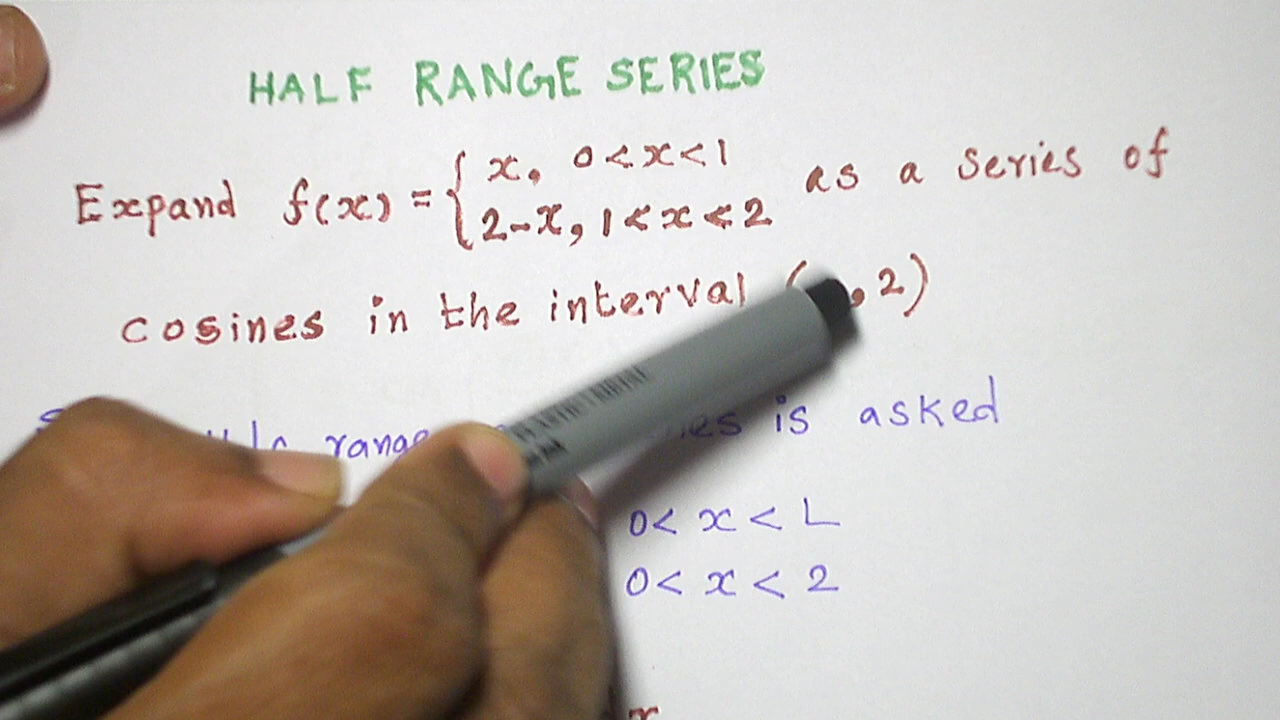 HALF RANGE SERIES
Expand f(x) = { x, 0<x<1 as a series of
2-x, 1<x<2
cosines in the interval ( ,2)
range is asked
0< x < L
0< x < 2
x